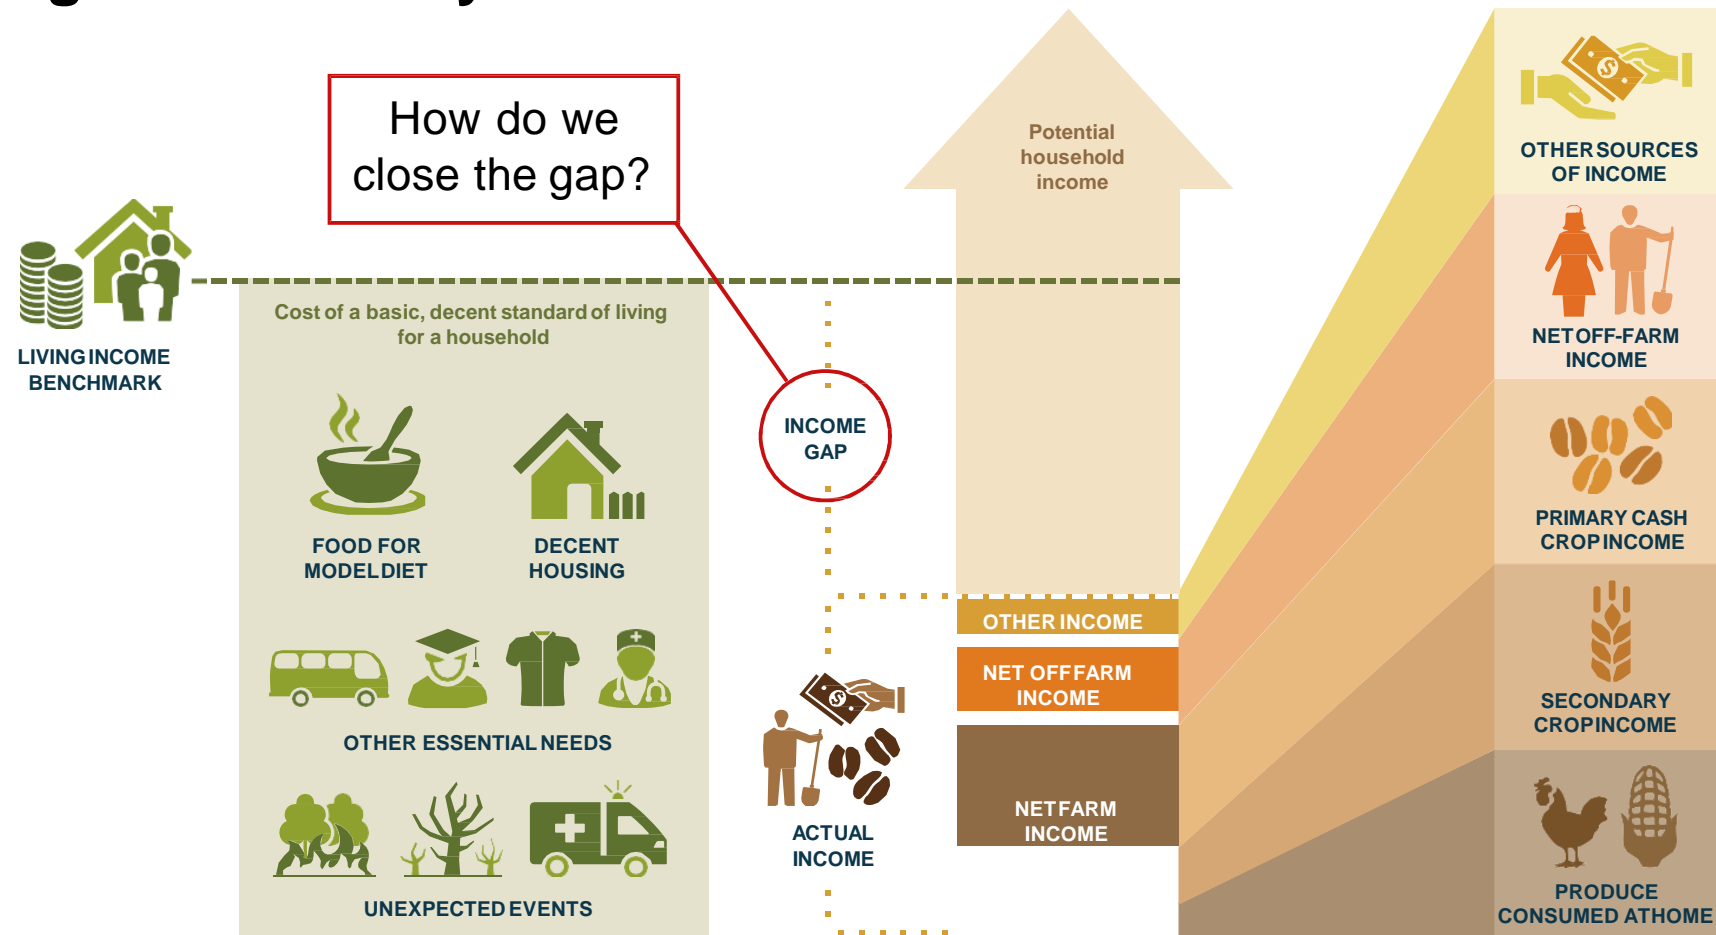 How do we
close the gap?
LIVING INCOME
BENCHMARK
Cost of a basic, decent standard of living
for a household
FOOD FOR
MODEL DIET
DECENT
HOUSING
OTHER ESSENTIAL NEEDS
UNEXPECTED EVENTS
INCOME
GAP
ACTUAL
INCOME
Potential
household
income
OTHER INCOME
NET OFF FARM
INCOME
NET FARM
INCOME
OTHER SOURCES
OF INCOME
NET OFF-FARM
INCOME
PRIMARY CASH
CROP INCOME
SECONDARY
CROP INCOME
PRODUCE
CONSUMED AT HOME